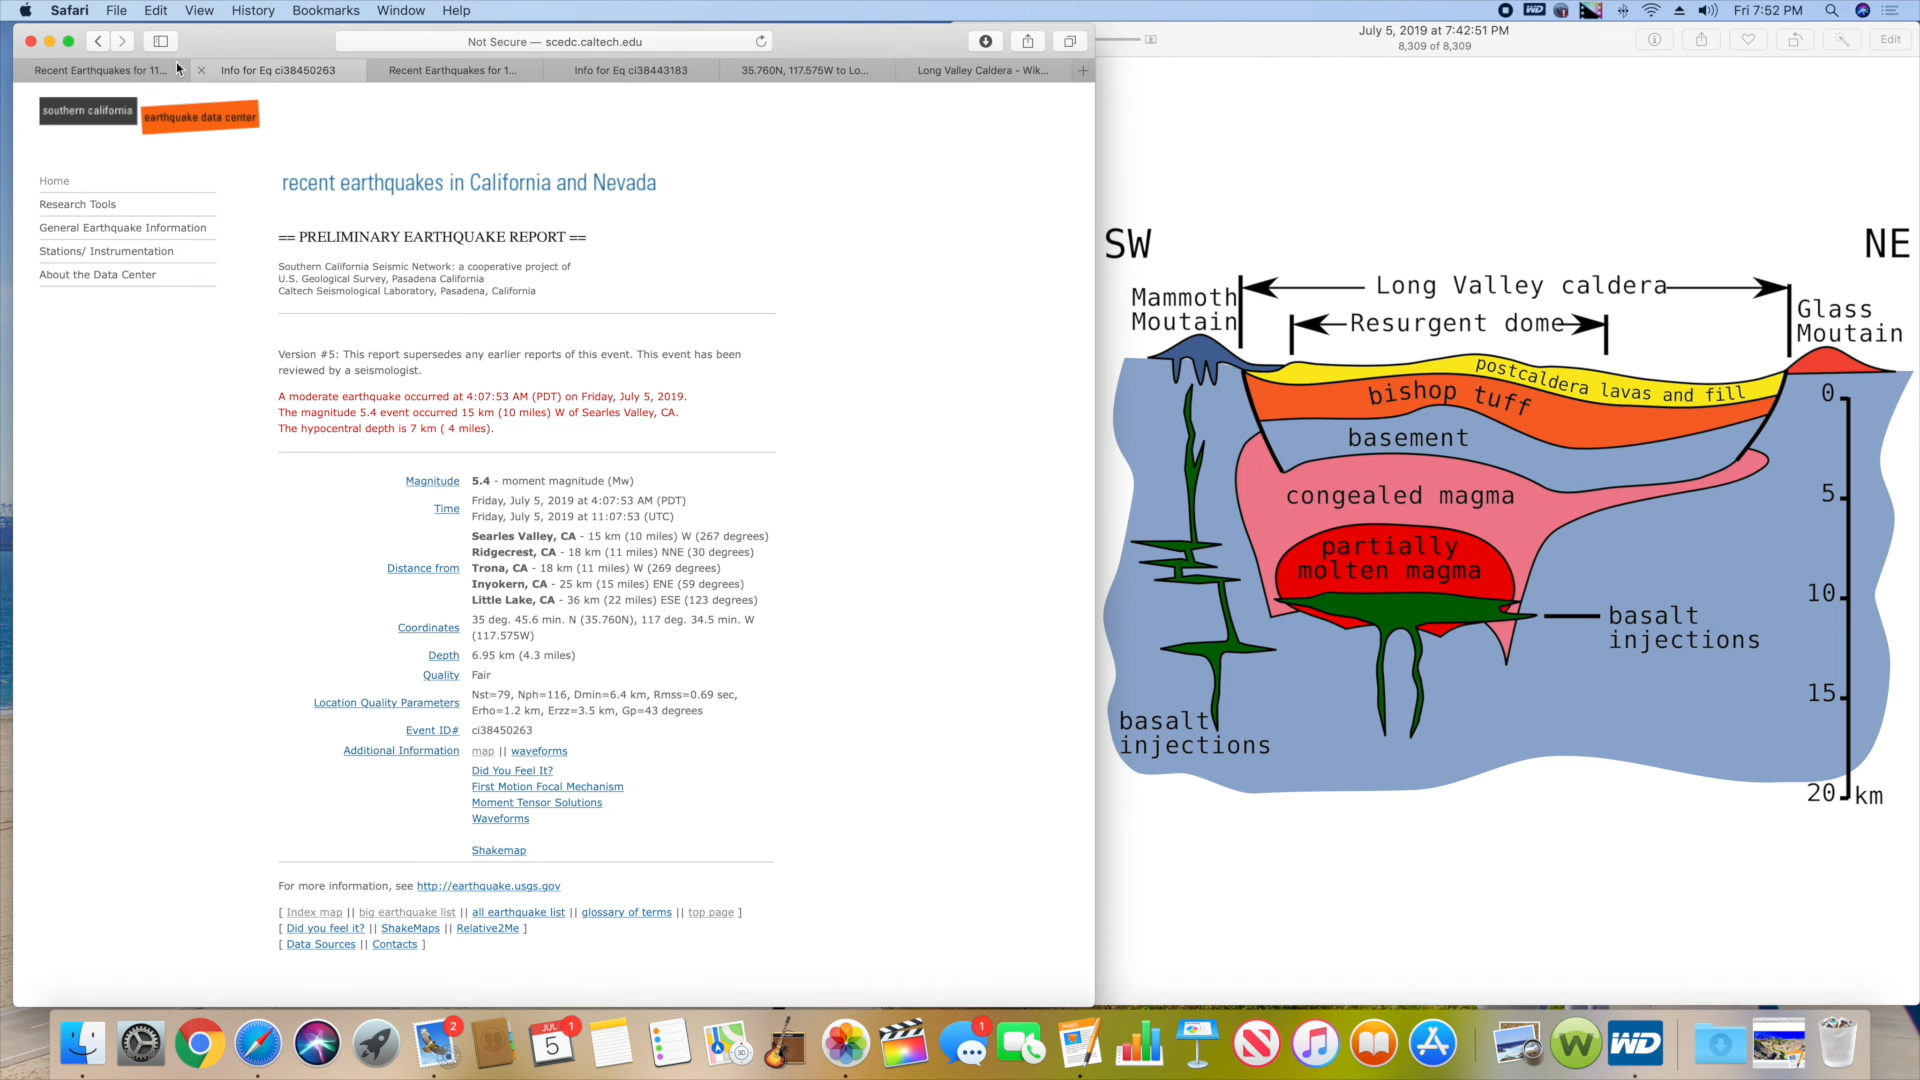 Safari File Edit View History Bookmarks Window Help
WD
Fri 7:52 PM
Not Secure — scedc.caltech.edu
July 5, 2019 at 7:42:51 PM
8,309 of 8,309
Edit
Recent Earthquakes for 11...
Info for Eq ci38450263
Recent Earthquakes for 1...
Info for Eq ci38443183
35.760N, 117.575W to Lo...
Long Valley Caldera - Wik...
southern california
earthquake data center
Home
Research Tools
General Earthquake Information
Stations/ Instrumentation
About the Data Center
recent earthquakes in California and Nevada
== PRELIMINARY EARTHQUAKE REPORT ==
Southern California Seismic Network: a cooperative project of
U.S. Geological Survey, Pasadena California
Caltech Seismological Laboratory, Pasadena, California
Version #5: This report supersedes any earlier reports of this event. This event has been
reviewed by a seismologist.
A moderate earthquake occurred at 4:07:53 AM (PDT) on Friday, July 5, 2019.
The magnitude 5.4 event occurred 15 km (10 miles) W of Searles Valley, CA.
The hypocentral depth is 7 km ( 4 miles).
Magnitude 5.4 - moment magnitude (Mw)
Time Friday, July 5, 2019 at 4:07:53 AM (PDT)
Friday, July 5, 2019 at 11:07:53 (UTC)
Distance from Searles Valley, CA - 15 km (10 miles) W (267 degrees)
Ridgecrest, CA - 18 km (11 miles) NNE (30 degrees)
Trona, CA - 18 km (11 miles) W (269 degrees)
Inyokern, CA - 25 km (15 miles) ENE (59 degrees)
Little Lake, CA - 36 km (22 miles) ESE (123 degrees)
Coordinates 35 deg. 45.6 min. N (35.760N), 117 deg. 34.5 min. W
(117.575W)
Depth 6.95 km (4.3 miles)
Quality Fair
Location Quality Parameters Nst=79, Nph=116, Dmin=6.4 km, Rmss=0.69 sec,
Erho=1.2 km, Erzz=3.5 km, Gp=43 degrees
Event ID# ci38450263
Additional Information map || waveforms
Did You Feel It?
First Motion Focal Mechanism
Moment Tensor Solutions
Waveforms
Shakemap
For more information, see http://earthquake.usgs.gov
[ Index map || big earthquake list || all earthquake list || glossary of terms || top page ]
[ Did you feel it? || ShakeMaps || Relative2Me ]
[ Data Sources || Contacts ]
SW
NE
Long Valley caldera
Mammoth
Moutain
Resurgent dome
Glass
Moutain
postcaldera lavas and fill
bishop tuff
basement
congealed magma
partially
molten magma
basalt
injections
basalt
injections
0
5
10
15
20 km
2
JUL
5
1
3D
1
PAGES
W
WD